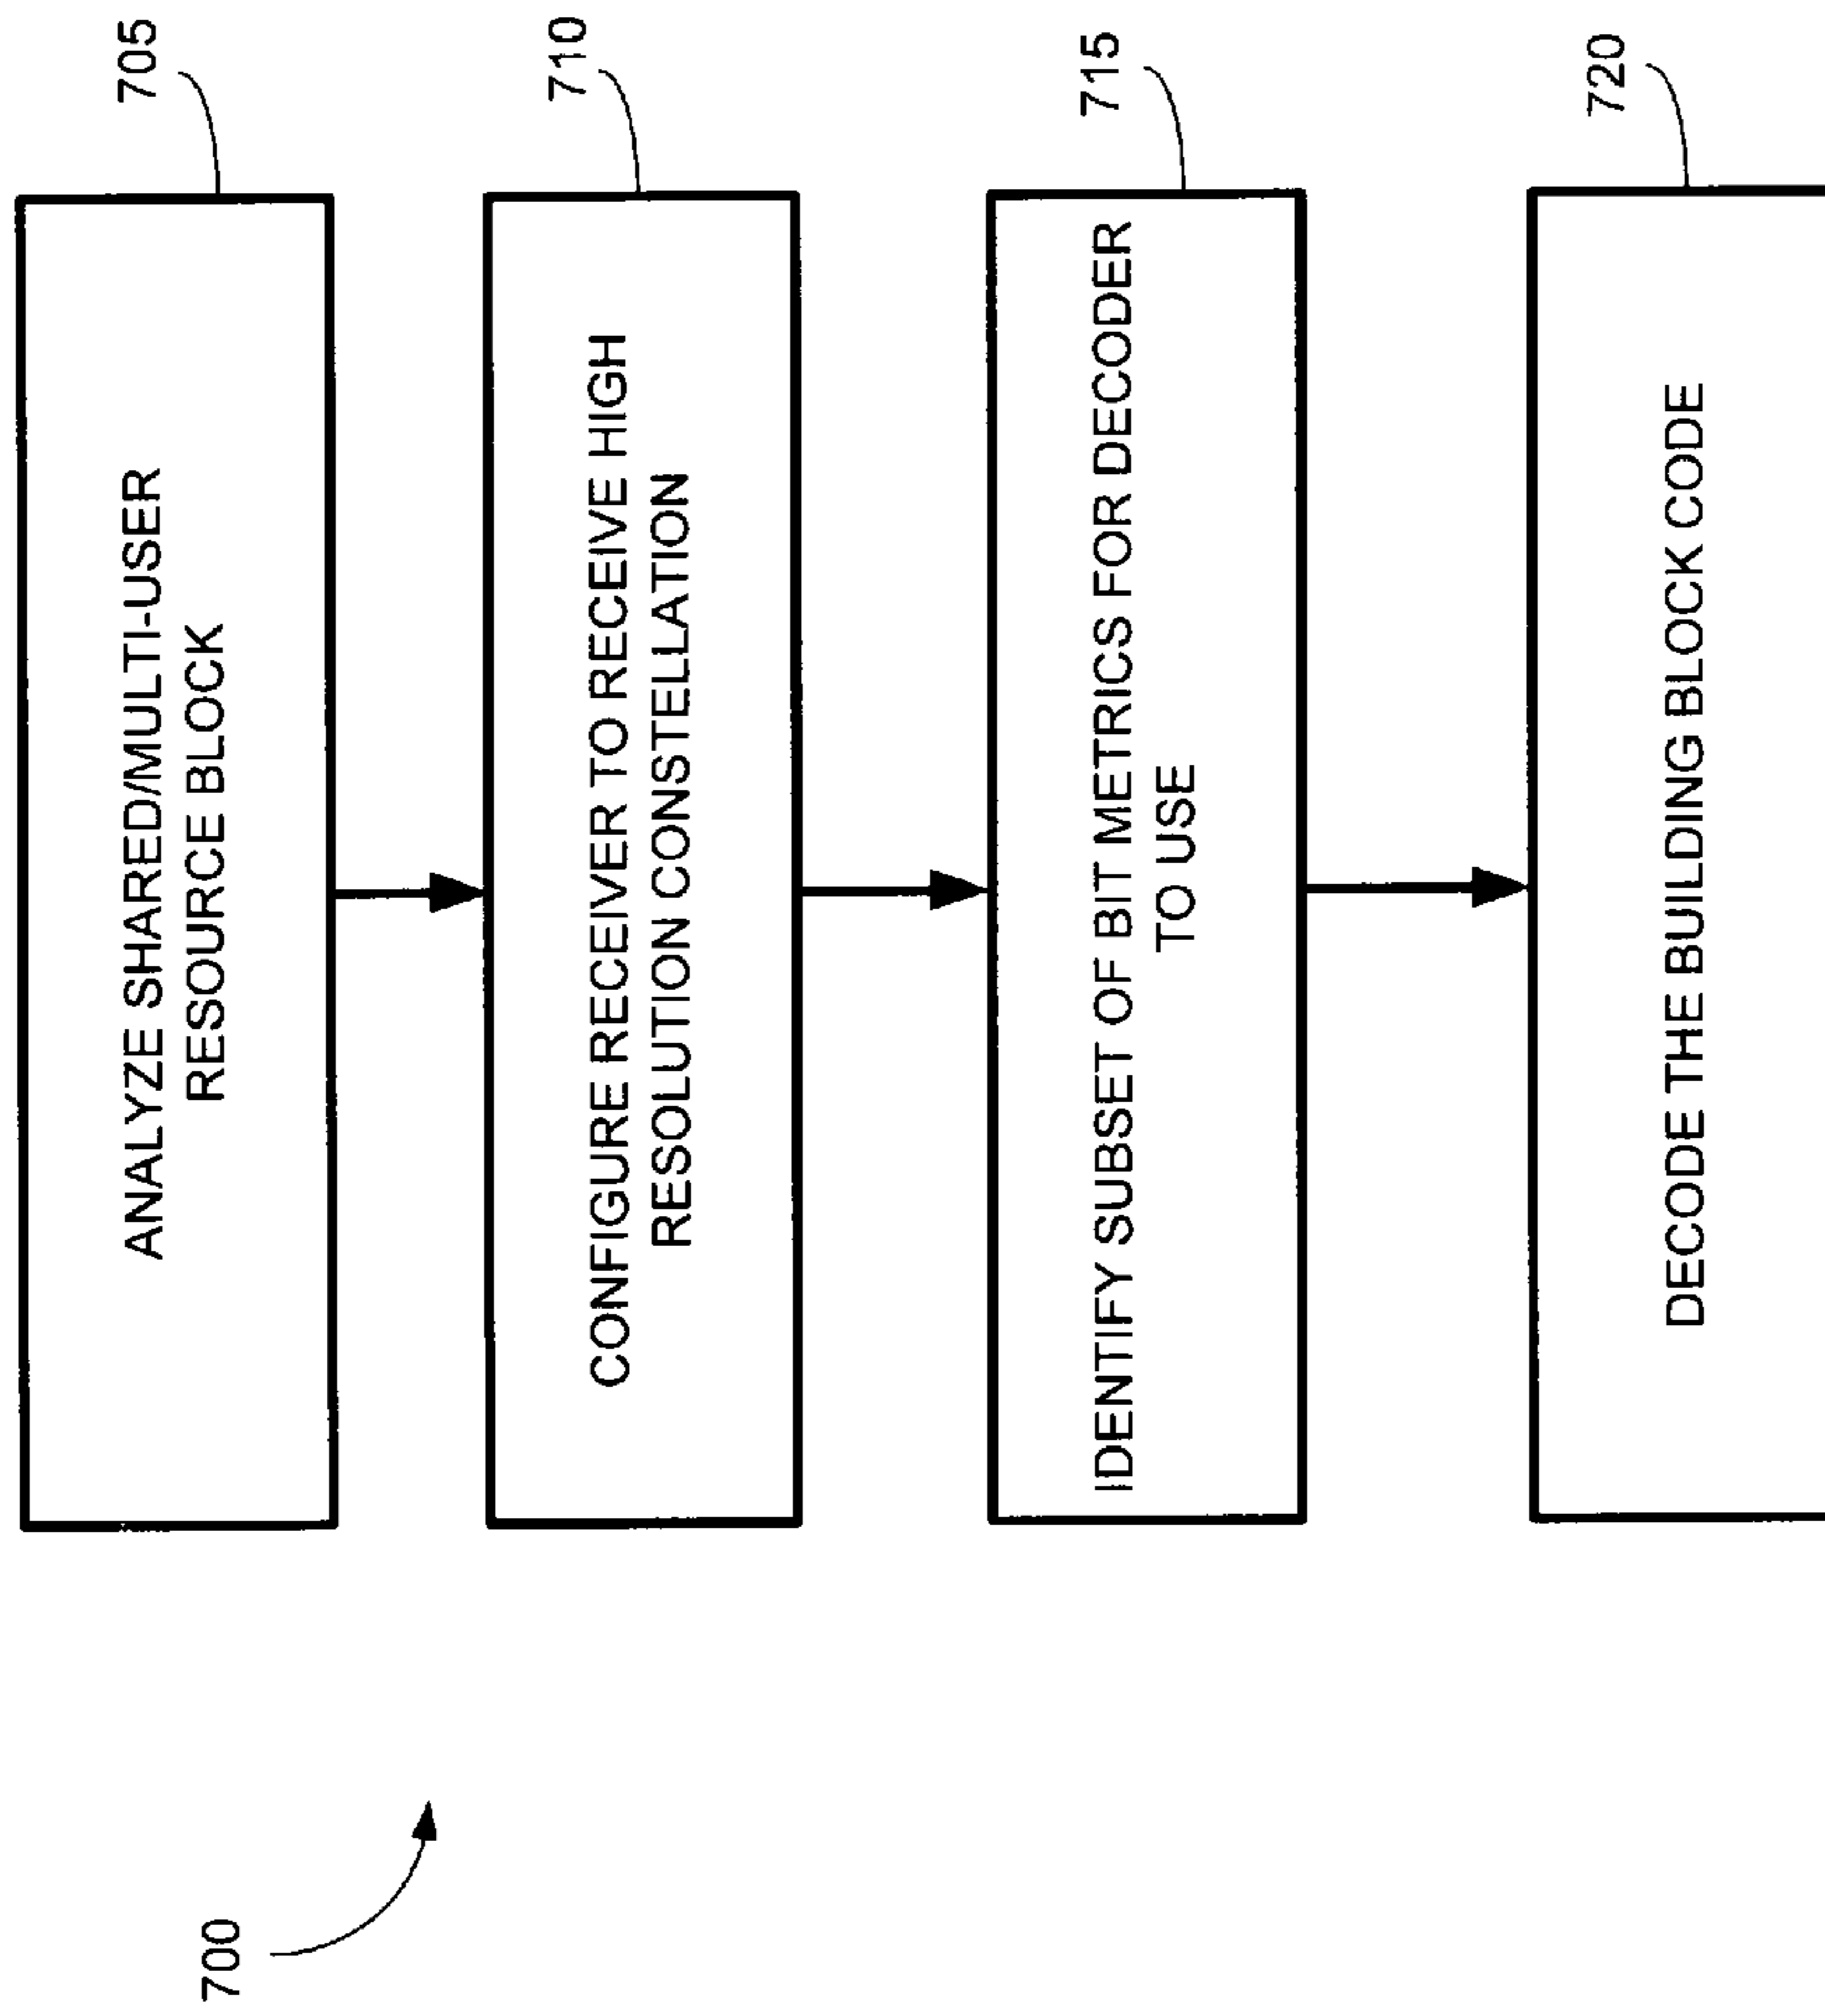 700
ANALYZE SHARED/MULTI-USER
RESOURCE BLOCK
705
CONFIGURE RECEIVER TO RECEIVE HIGH
RESOLUTION CONSTELLATION
710
IDENTIFY SUBSET OF BIT METRICS FOR DECODER
TO USE
715
DECODE THE BUILDING BLOCK CODE
720